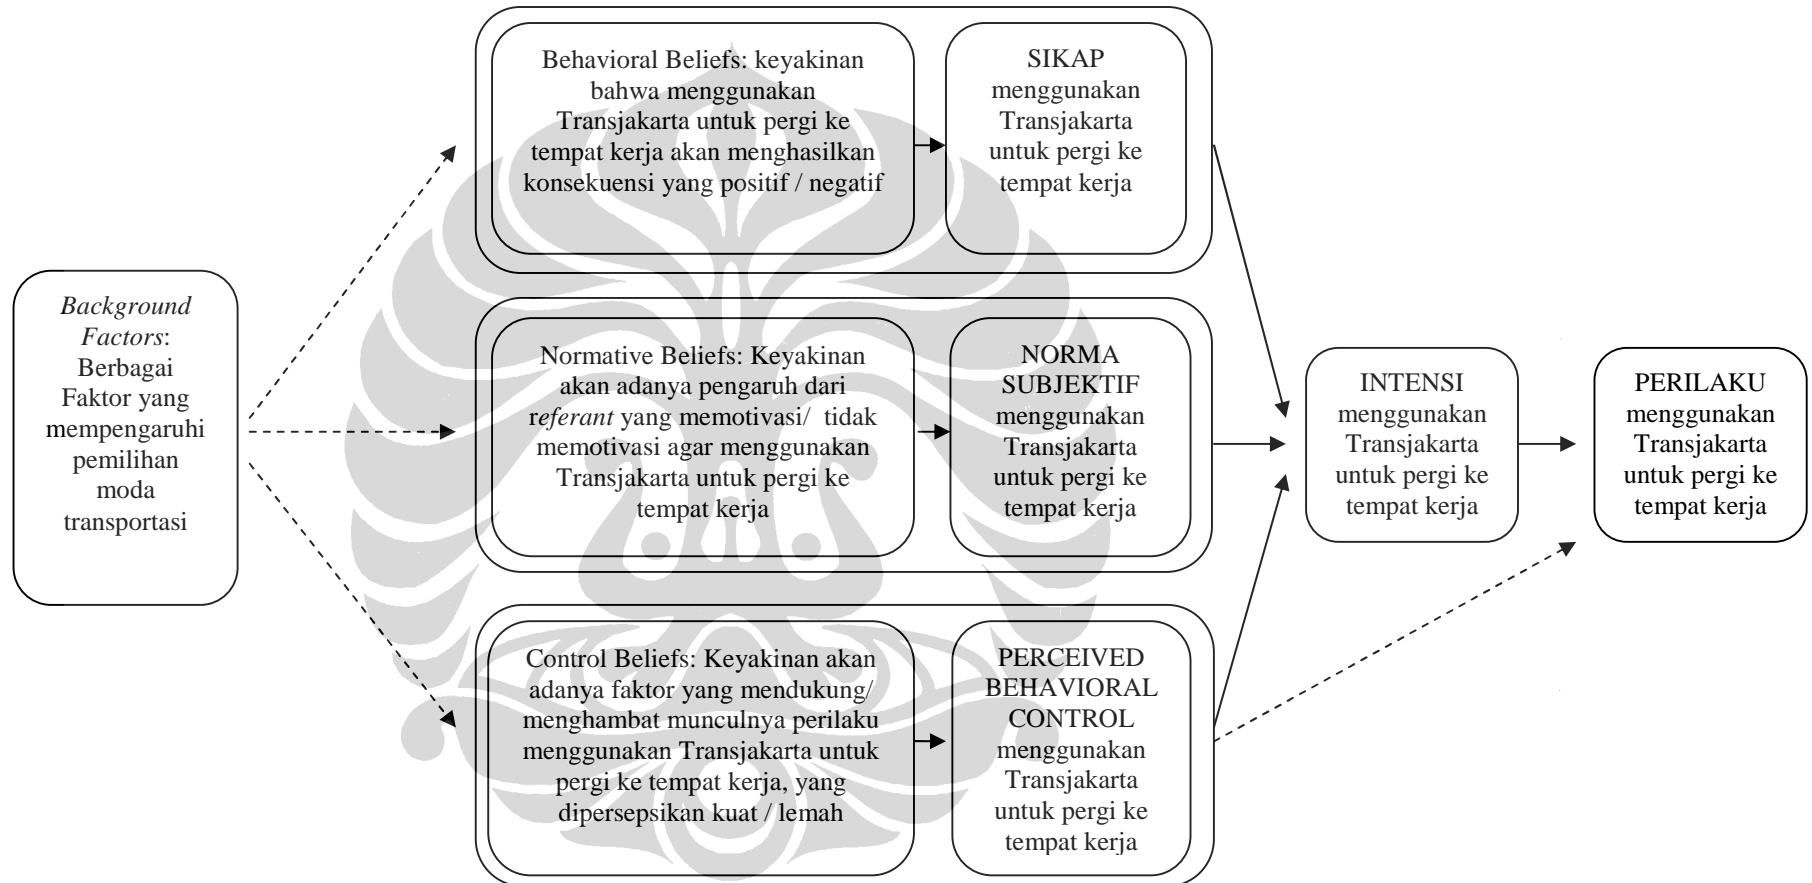 Background
Factors:
Berbagai
Faktor yang
mempengaruhi
pemilihan
moda
transportasi
Behavioral Beliefs: keyakinan
bahwa menggunakan
Transjakarta untuk pergi ke
tempat kerja akan menghasilkan
konsekuensi yang positif / negatif
SIKAP
menggunakan
Transjakarta
untuk pergi ke
tempat kerja
Normative Beliefs: Keyakinan
akan adanya pengaruh dari
referant yang memotivasi/ tidak
memotivasi agar menggunakan
Transjakarta untuk pergi ke
tempat kerja
NORMA
SUBJEKTIF
menggunakan
Transjakarta
untuk pergi ke
tempat kerja
Control Beliefs: Keyakinan akan
adanya faktor yang mendukung/
menghambat munculnya perilaku
menggunakan Transjakarta untuk
pergi ke tempat kerja, yang
dipersepsikan kuat / lemah
PERCEIVED
BEHAVIORAL
CONTROL
menggunakan
Transjakarta
untuk pergi ke
tempat kerja
INTENSI
menggunakan
Transjakarta
untuk pergi ke
tempat kerja
PERILAKU
menggunakan
Transjakarta
untuk pergi ke
tempat kerja